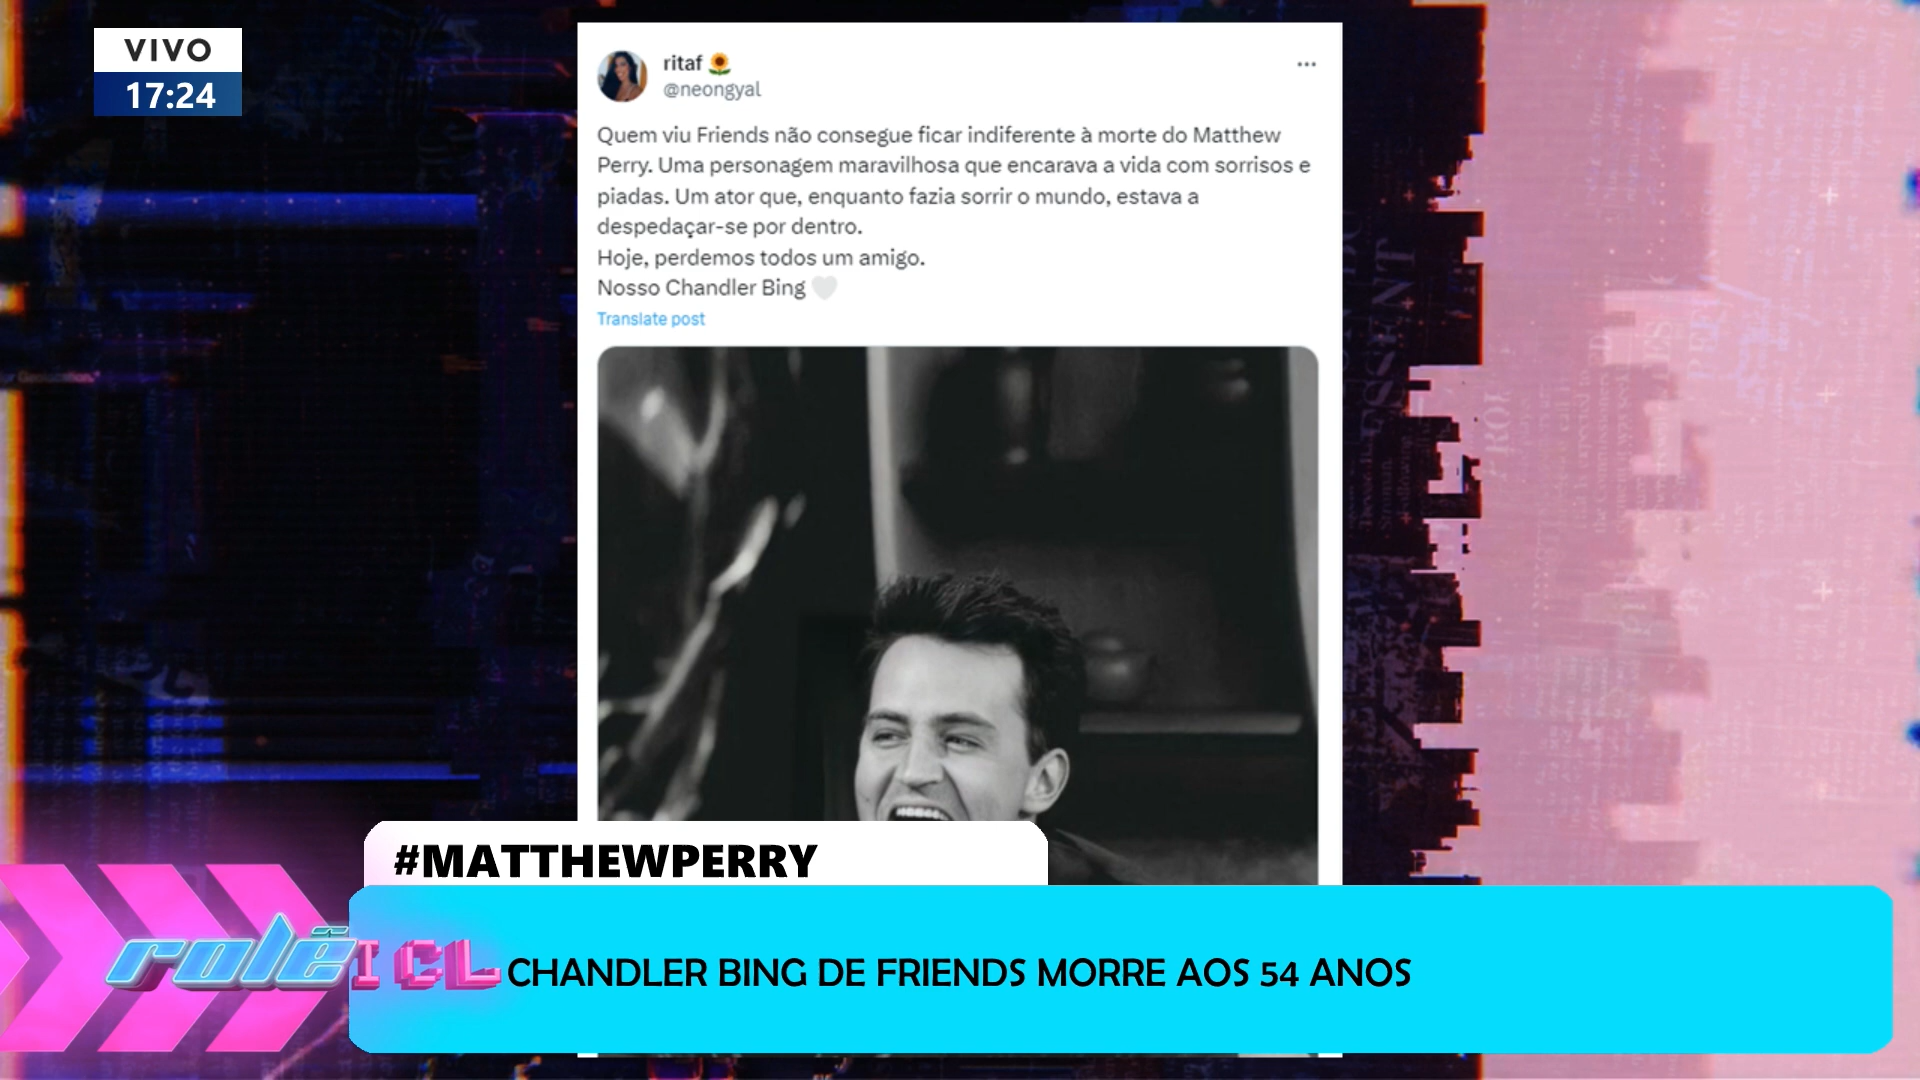 VIVO
17:24
ritaf
@neongyal
Quem viu Friends não consegue ficar indiferente à morte do Matthew
Perry. Uma personagem maravilhosa que encarava a vida com sorrisos e
piadas. Um ator que, enquanto fazia sorrir o mundo, estava a
despedaçar-se por dentro.
Hoje, perdemos todos um amigo.
Nosso Chandler Bing
Translate post
#MATTHEWPERRY
rolê ICL
CHANDLER BING DE FRIENDS MORRE AOS 54 ANOS